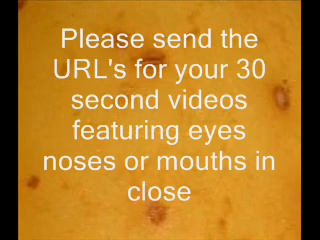 Please send the
URL's for your 30
second videos
featuring eyes
noses or mouths in
close